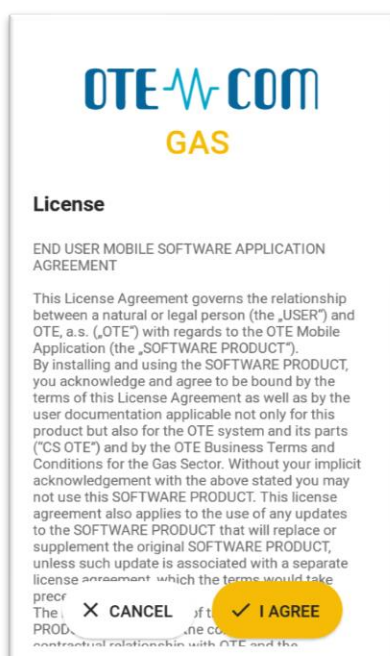 OTE COM
GAS
License
END USER MOBILE SOFTWARE APPLICATION
AGREEMENT
This License Agreement governs the relationship
between a natural or legal person (the „USER“) and
OTE, a.s. („OTE“) with regards to the OTE Mobile
Application (the „SOFTWARE PRODUCT“).
By installing and using the SOFTWARE PRODUCT,
you acknowledge and agree to be bound by the
terms of this License Agreement as well as by the
user documentation applicable not only for this
product but also for the OTE system and its parts
("CS OTE") and by the OTE Business Terms and
Conditions for the Gas Sector. Without your implicit
acknowledgement with the above stated you may
not use this SOFTWARE PRODUCT. This license
agreement also applies to the use of any updates
to the SOFTWARE PRODUCT that will replace or
supplement the original SOFTWARE PRODUCT,
unless such update is associated with a separate
license agreement, which the terms would take
The
CANCEL
I AGREE
contractual relationship with OTE and the